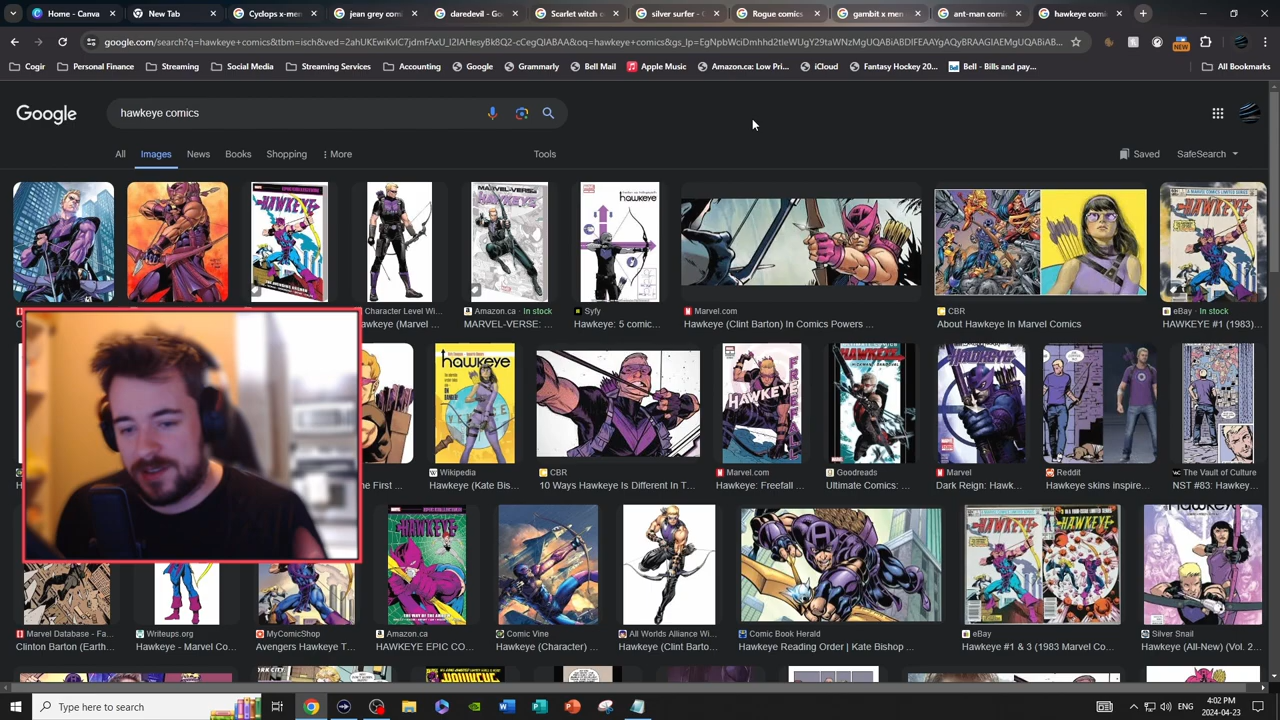 Home - Canva
New Tab
Cyclops x-men
jean grey comic
daredevil - Go
Scarlet witch c
silver surfer - G
Rogue comics
gambit x men
ant-man comi
hawkeye comi
Cogir
Personal Finance
Streaming
Social Media
Streaming Services
Accounting
Google
Grammarly
Bell Mail
Apple Music
Amazon.ca: Low Pri...
iCloud
Fantasy Hockey 20...
Bell - Bills and pay...
All Bookmarks
Google
hawkeye comics
All
Images
News
Books
Shopping
More
Tools
Saved
SafeSearch
Character Level Wi...
Amazon.ca · In stock
Syfy
Marvel.com
CBR
eBay · In stock
Hawkeye (Marvel ...
MARVEL-VERSE: ...
Hawkeye: 5 comic...
Hawkeye (Clint Barton) In Comics Powers ...
About Hawkeye In Marvel Comics
HAWKEYE #1 (1983)...
Wikipedia
CBR
Marvel.com
Goodreads
Marvel
Reddit
The Vault of Culture
he First ...
Hawkeye (Kate Bis...
10 Ways Hawkeye Is Different In T...
Hawkeye: Freefall ...
Ultimate Comics: ...
Dark Reign: Hawk...
Hawkeye skins inspire...
NST #83: Hawkey...
Marvel Database - Fa...
Writeups.org
MyComicShop
Amazon.ca
Comic Vine
All Worlds Alliance Wi...
Comic Book Herald
eBay
Silver Snail
Clinton Barton (Earth...
Hawkeye - Marvel Co...
Avengers Hawkeye T...
HAWKEYE EPIC CO...
Hawkeye (Character) ...
Hawkeye (Clint Barto...
Hawkeye Reading Order | Kate Bishop ...
Hawkeye #1 & 3 (1983 Marvel Co...
Hawkeye (All-New) (Vol. 2...
Type here to search
ENG
4:02 PM
2024-04-23